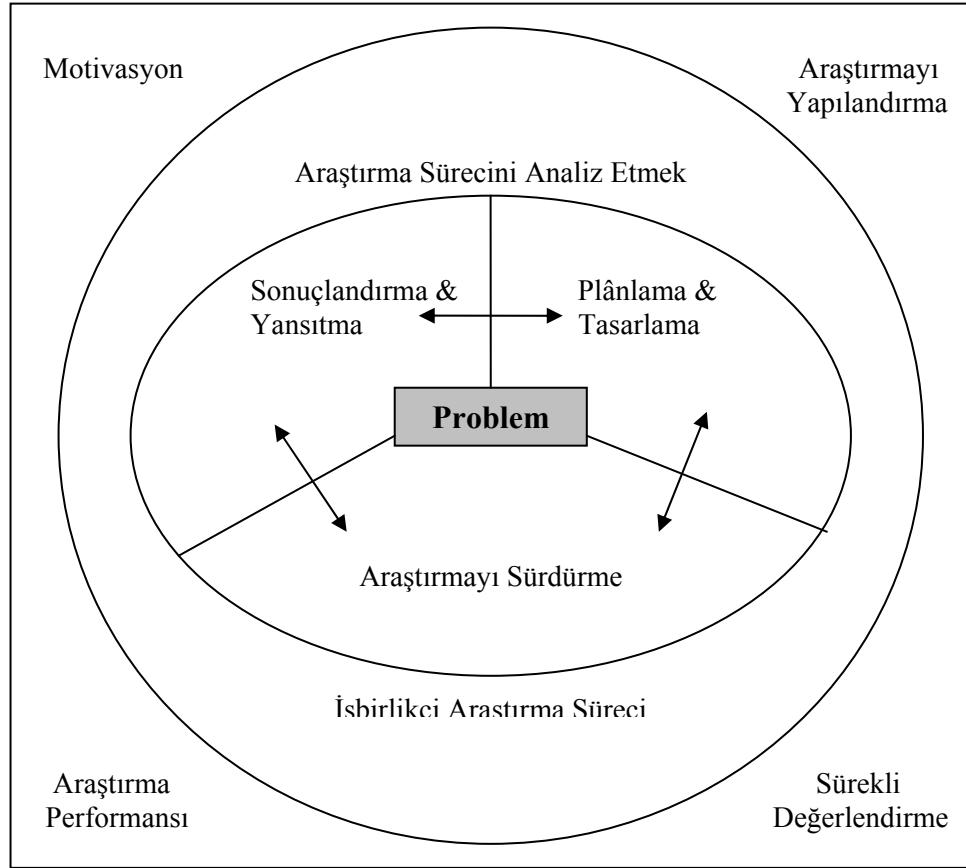 Motivasyon
Araştırmayı
Yapılandırma
Araştırma Sürecini Analiz Etmek
Sonuçlandırma &
Yansıtma
Plânlama &
Tasarlama
Problem
Araştırmayı Sürdürme
İşbirlikçi Araştırma Süreci
Araştırma
Performansı
Sürekli
Değerlendirme